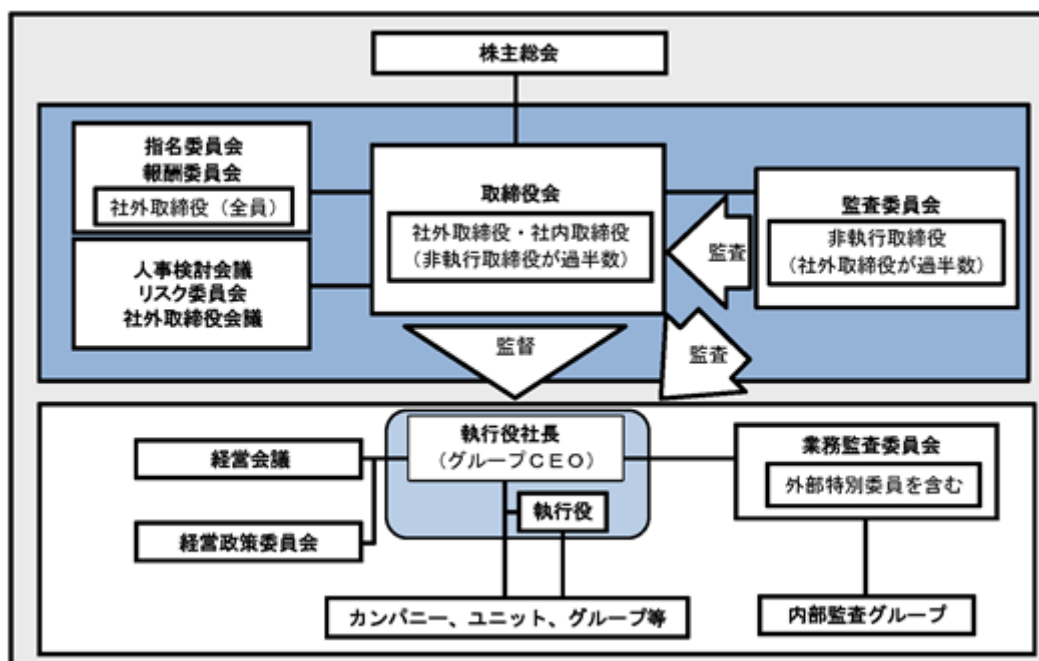 株主総会
指名委員会
報酬委員会
社外取締役（全員）
人事検討会議
リスク委員会
社外取締役会議
取締役会
社外取締役・社内取締役
（非執行取締役が過半数）
監査
監査委員会
非執行取締役
（社外取締役が過半数）
監督
監査
経営会議
経営政策委員会
執行役社長
（グループＣＥＯ）
執行役
業務監査委員会
外部特別委員を含む
カンパニー、ユニット、グループ等
内部監査グループ